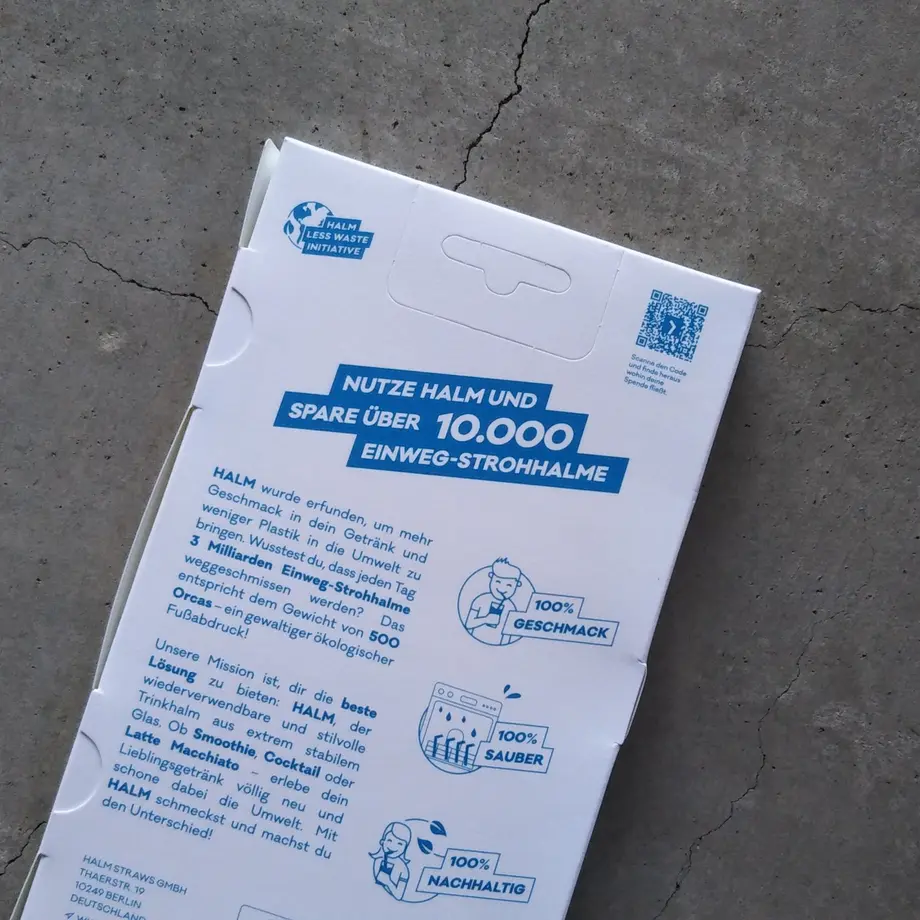 HALM
LESS WASTE
INITIATIVE
Scanne den Code
und finde heraus
wohin deine
Spende fließt.
NUTZE HALM UND
SPARE ÜBER 10.000
EINWEG-STROHHALME
HALM wurde erfunden, um mehr
Geschmack in dein Getränk und
weniger Plastik in die Umwelt zu
bringen. Wusstest du, dass jeden Tag
3 Milliarden Einweg-Strohhalme
weggeschmissen werden? Das
entspricht dem Gewicht von 500
Orcas – ein gewaltiger ökologischer
Fußabdruck!
Unsere Mission ist, dir die beste
Lösung zu bieten: HALM, der
wiederverwendbare und stilvolle
Trinkhalm aus extrem stabilem
Glas. Ob Smoothie, Cocktail oder
Latte Macchiato – erlebe dein
Lieblingsgetränk völlig neu und
schone dabei die Umwelt. Mit
HALM schmeckst und machst du
den Unterschied!
100%
GESCHMACK
100%
SAUBER
100%
NACHHALTIG
HALM STRAWS GMBH
THAERSTR. 19
10249 BERLIN
DEUTSCHLAND